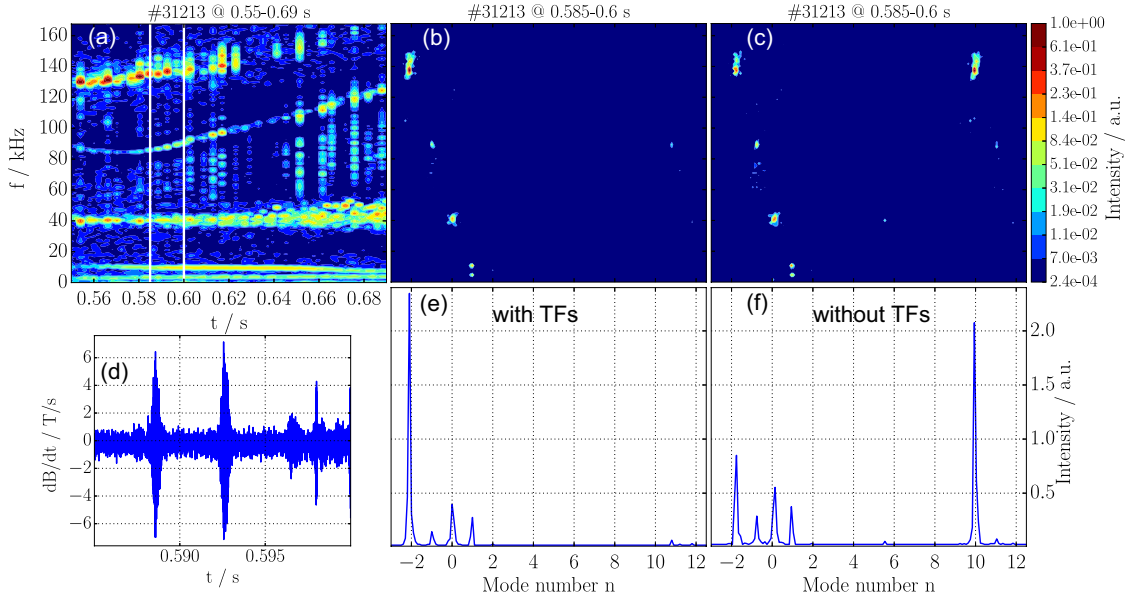 #31213 @ 0.55-0.69 s
#31213 @ 0.585-0.6 s
#31213 @ 0.585-0.6 s
(a)
(b)
(c)
f / kHz
160
140
120
100
80
60
40
20
0
0.56 0.58 0.60 0.62 0.64 0.66 0.68
t / s
1.0e+00
6.1e-01
3.7e-01
2.3e-01
1.4e-01
8.4e-02
5.1e-02
3.1e-02
1.9e-02
1.2e-02
7.0e-03
4.0e-03
2.4e-04
Intensity / a.u.
(d)
dB/dt / T/s
6
4
2
0
−2
−4
−6
0.590 0.595
t / s
(e) with TFs
−2 0 2 4 6 8 10 12
Mode number n
(f) without TFs
−2 0 2 4 6 8 10 12
Mode number n
2.0
1.5
1.0
0.5
Intensity / a.u.